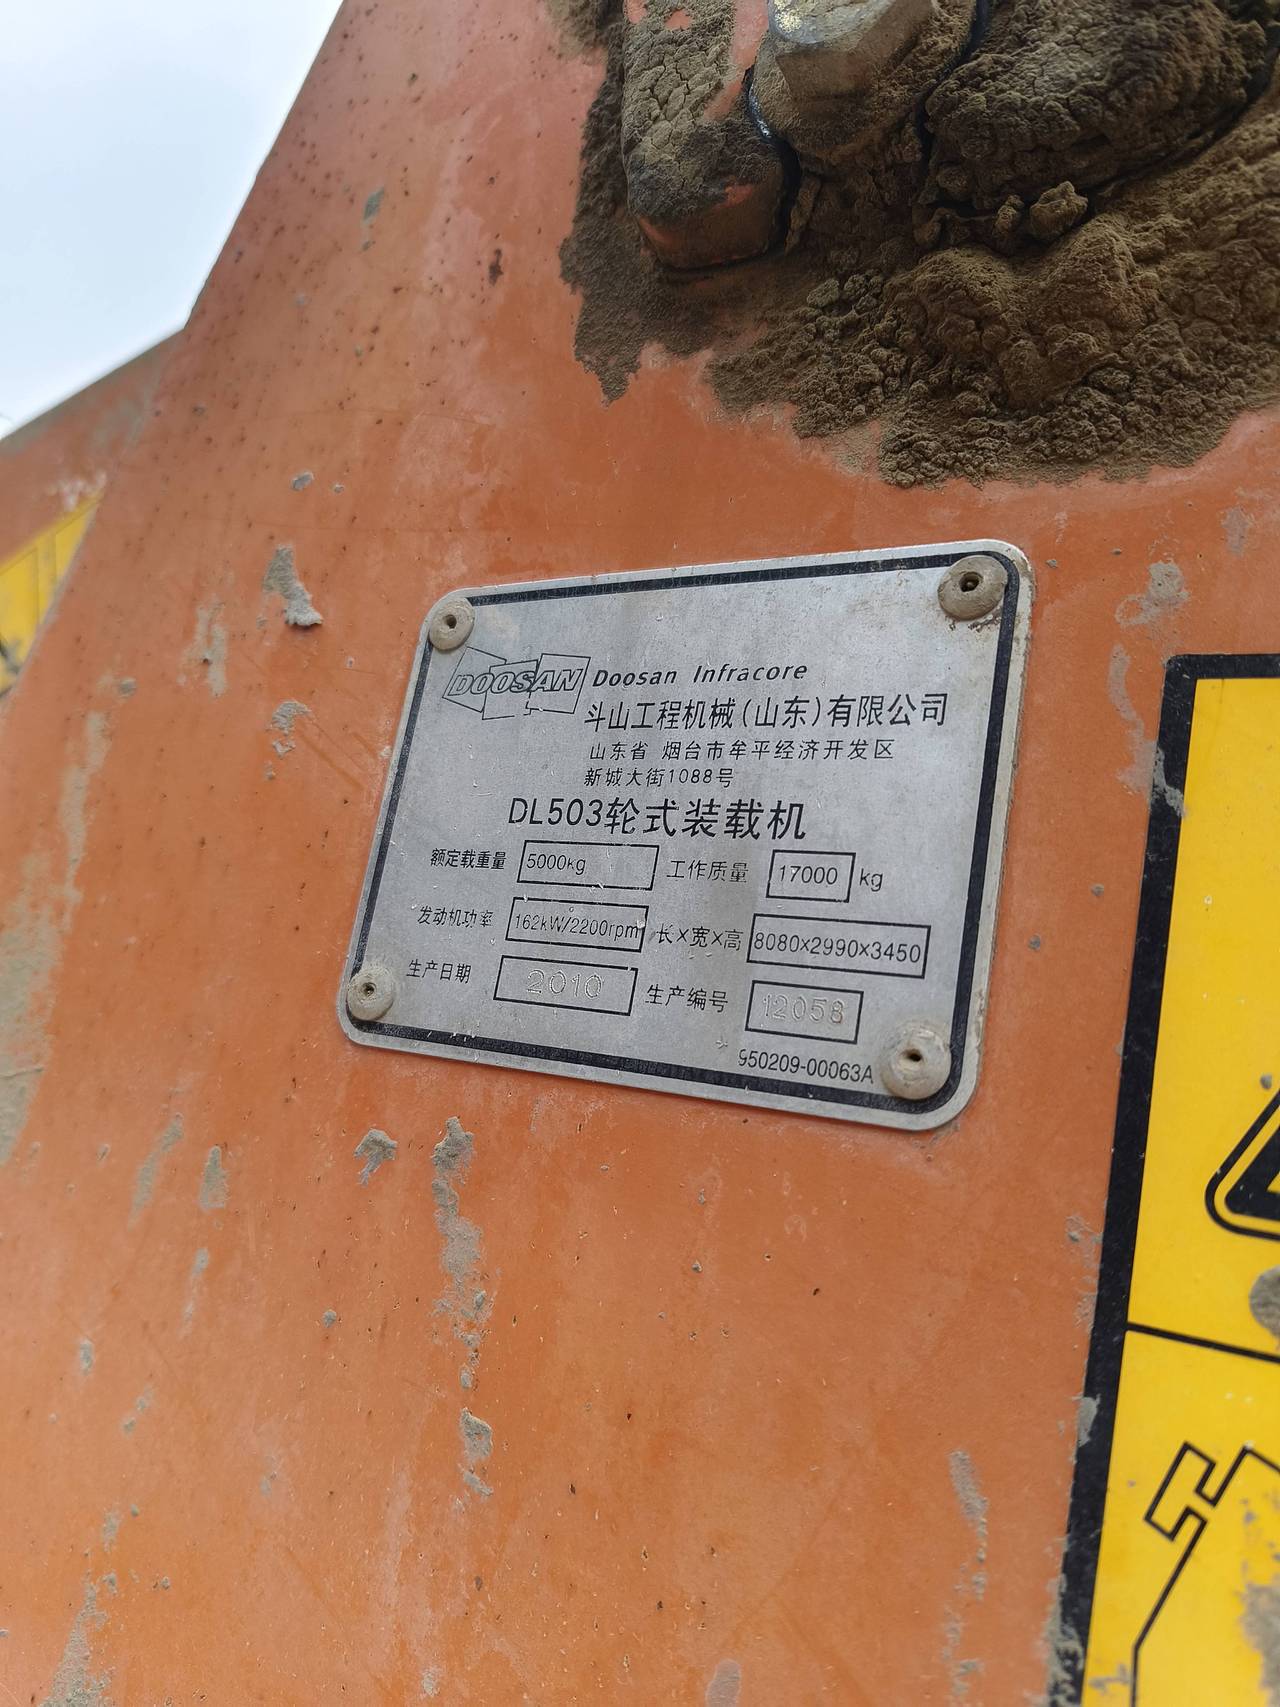 DOOSAN Doosan Infracore
斗山工程机械(山东)有限公司
山东省 烟台市牟平经济开发区
新城大街1088号
DL503轮式装载机
额定载重量 5000kg 工作质量 17000 kg
发动机功率 162kW/2200rpm 长×宽×高 8080×2990×3450
生产日期 2010 生产编号 12058
950209-00063A